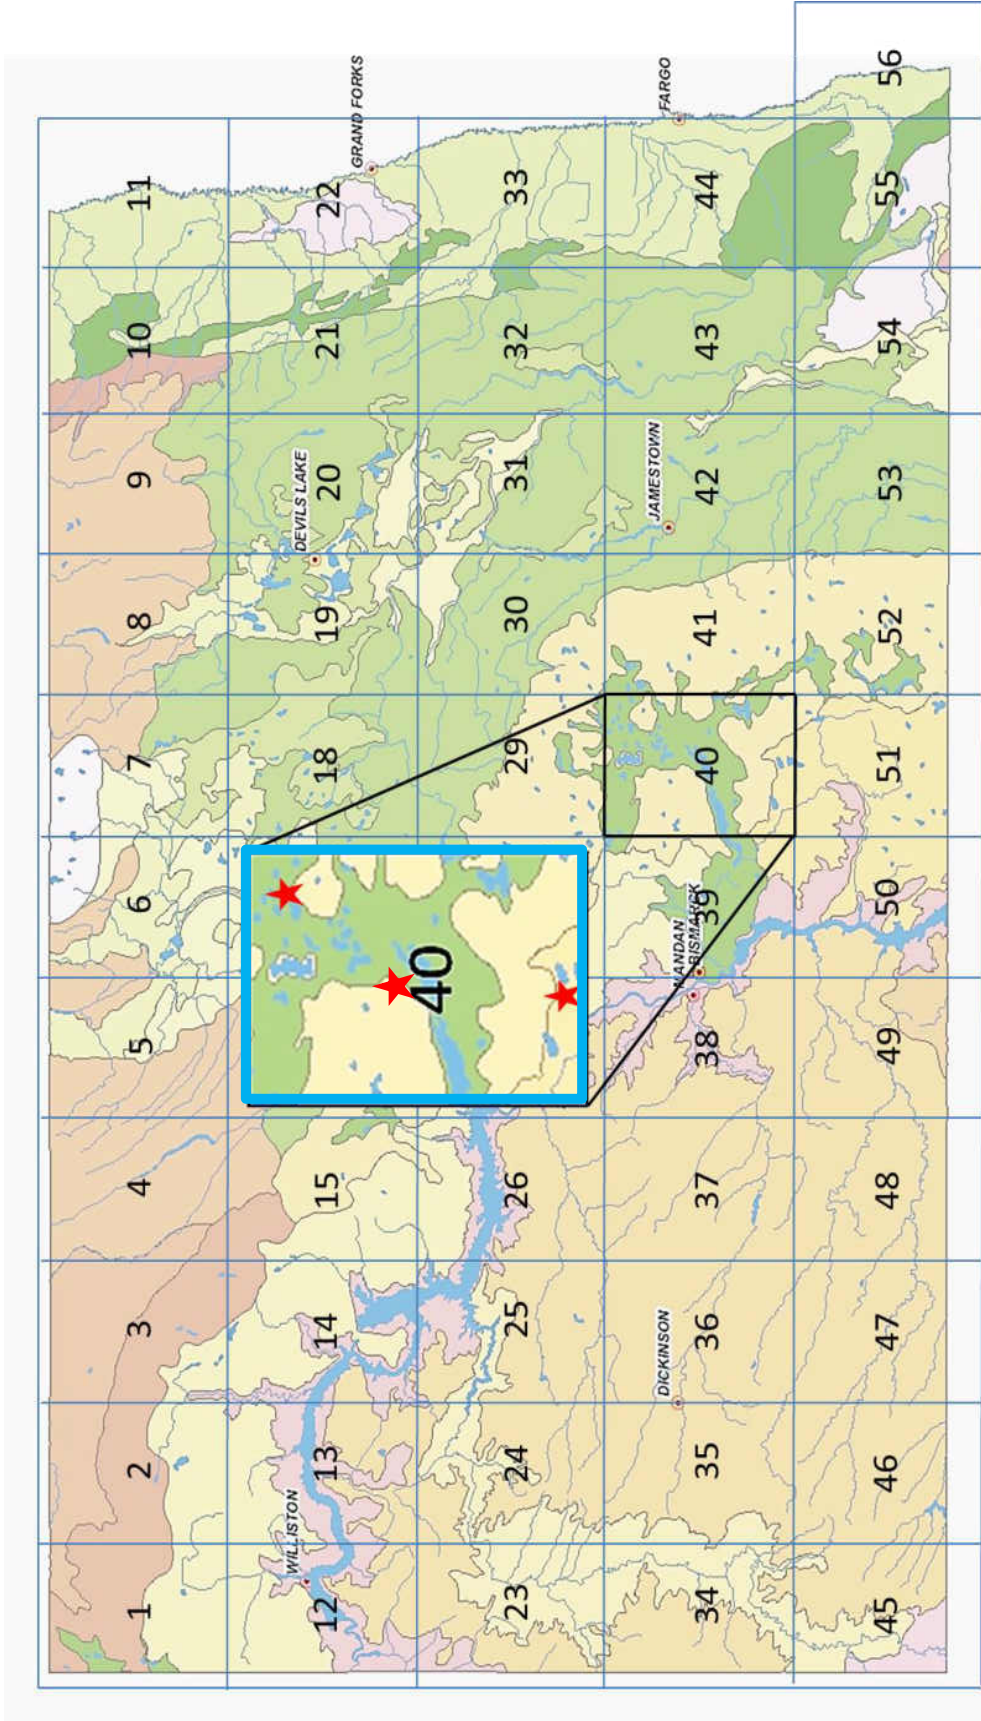 1 2 3 4 5 6 7 8 9 10 11
WILLISTON DEVILS LAKE GRAND FORKS
12 13 14 15 18 19 20 21 22
40
23 24 25 26 29 30 31 32 33
DICKINSON MANDAN JAMESTOWN FARGO
BISMARCK
34 35 36 37 38 39 40 41 42 43 44
45 46 47 48 49 50 51 52 53 54 55 56